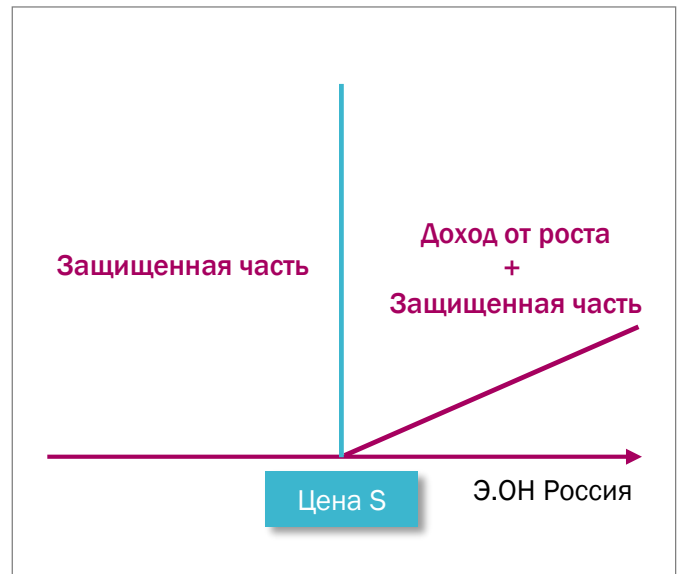 Защищенная часть
Доход от роста
+
Защищенная часть
Цена S
Э.ОН Россия